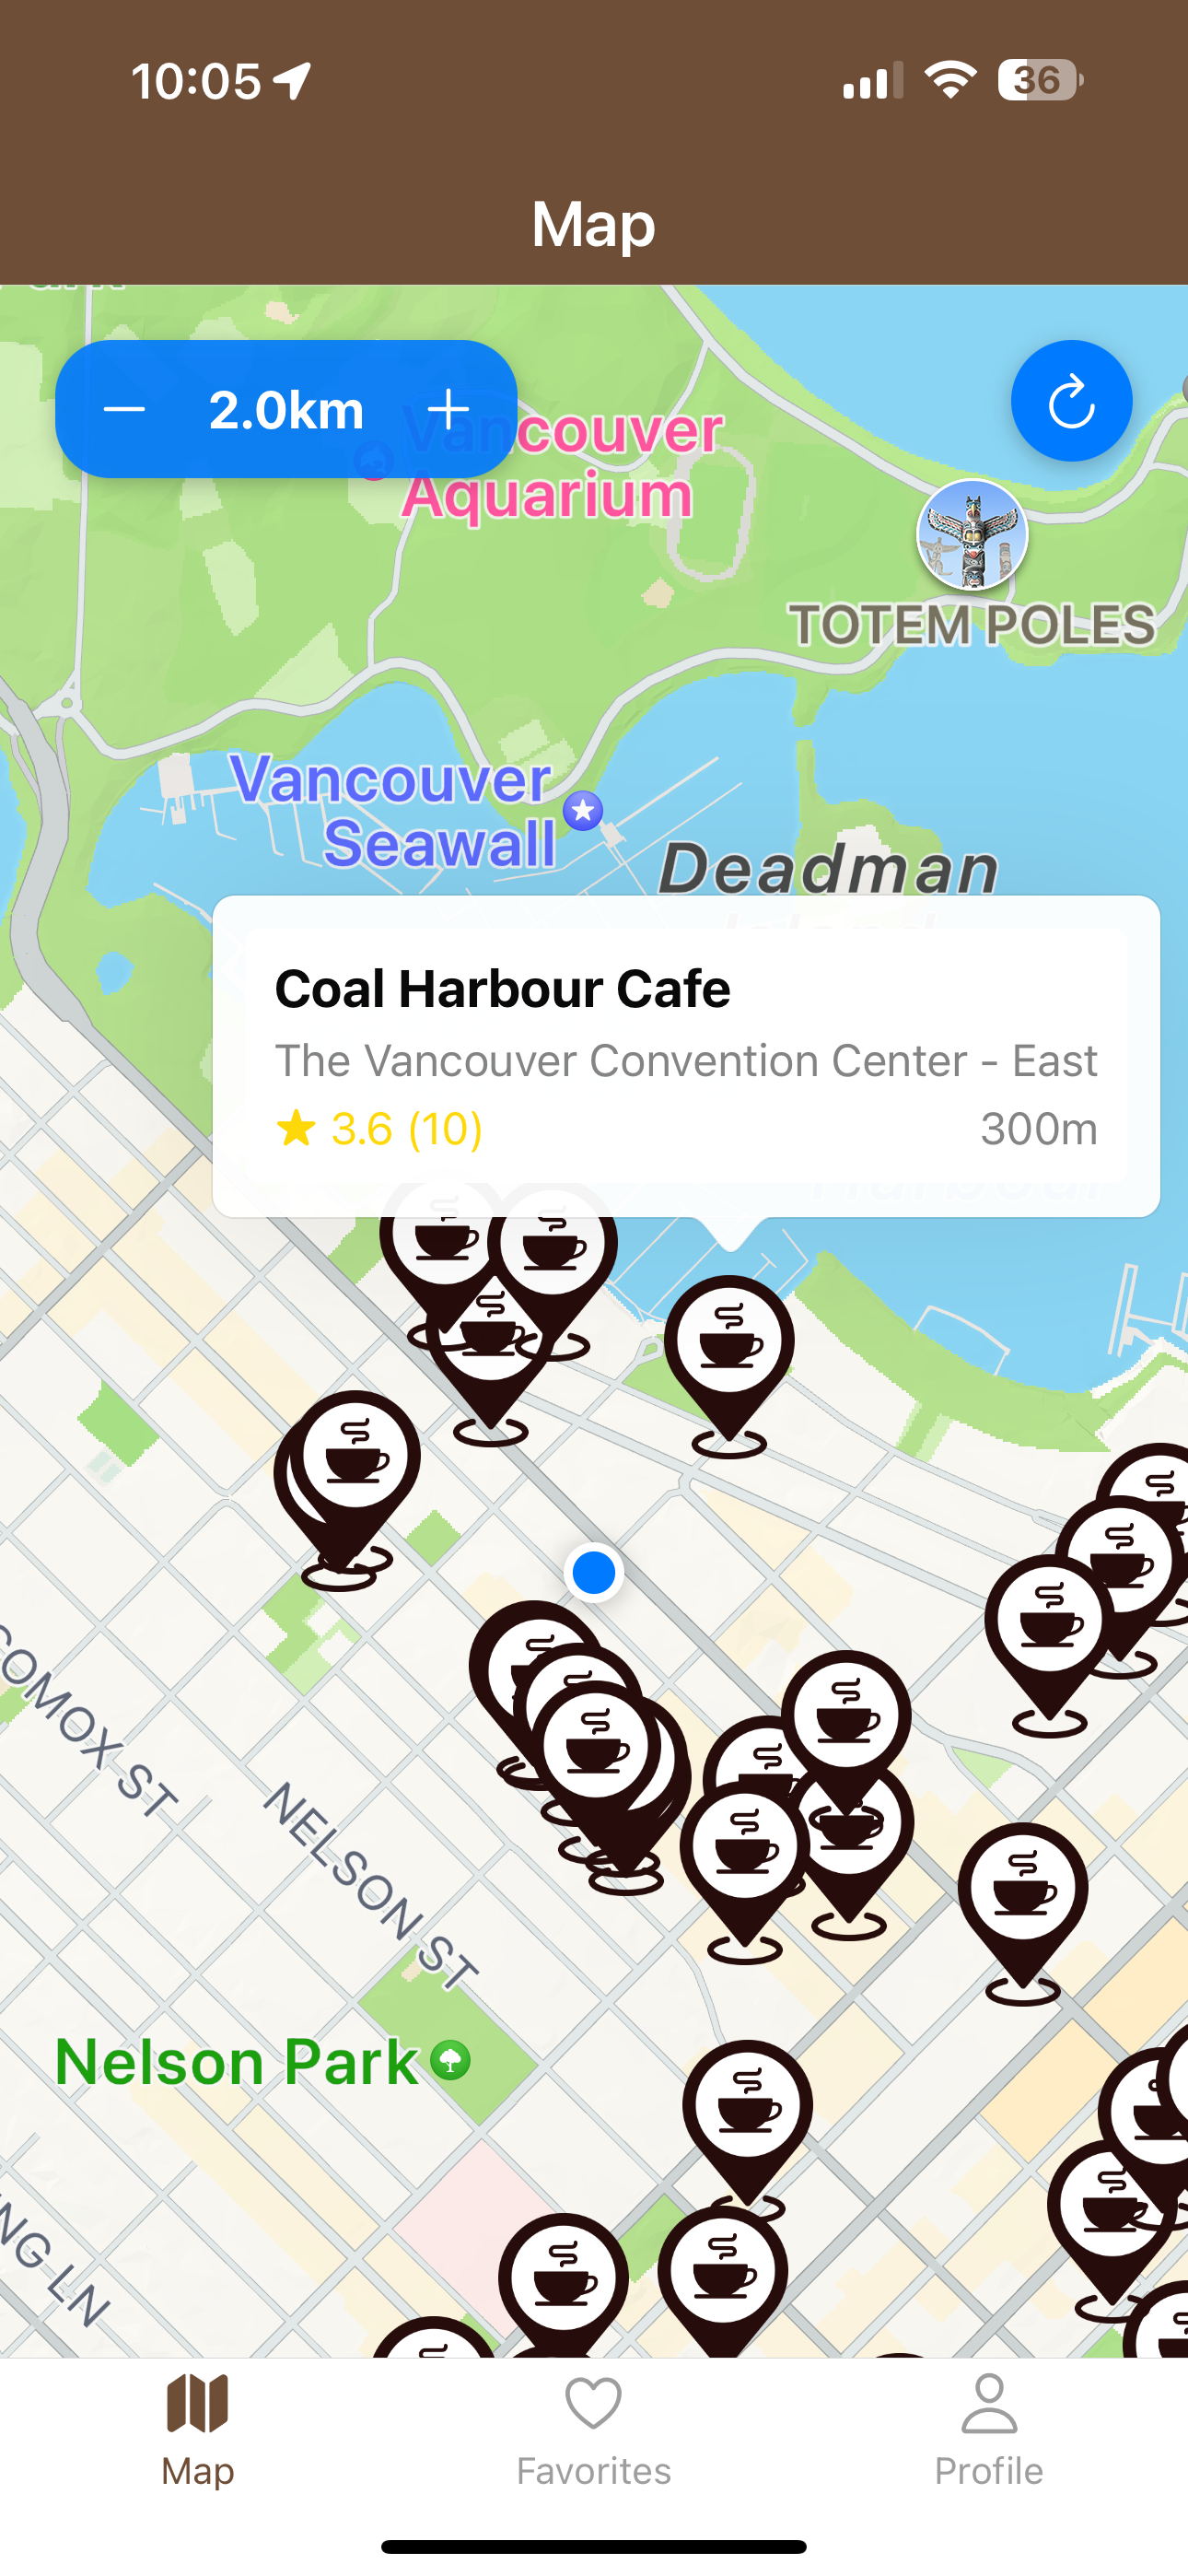 10:05
36
Map
2.0km
Vancouver
Aquarium
TOTEM POLES
Vancouver
Seawall
Deadman
Coal Harbour Cafe
The Vancouver Convention Center - East
3.6 (10)
300m
COMOX ST
NELSON ST
Nelson Park
NG LN
Map
Favorites
Profile